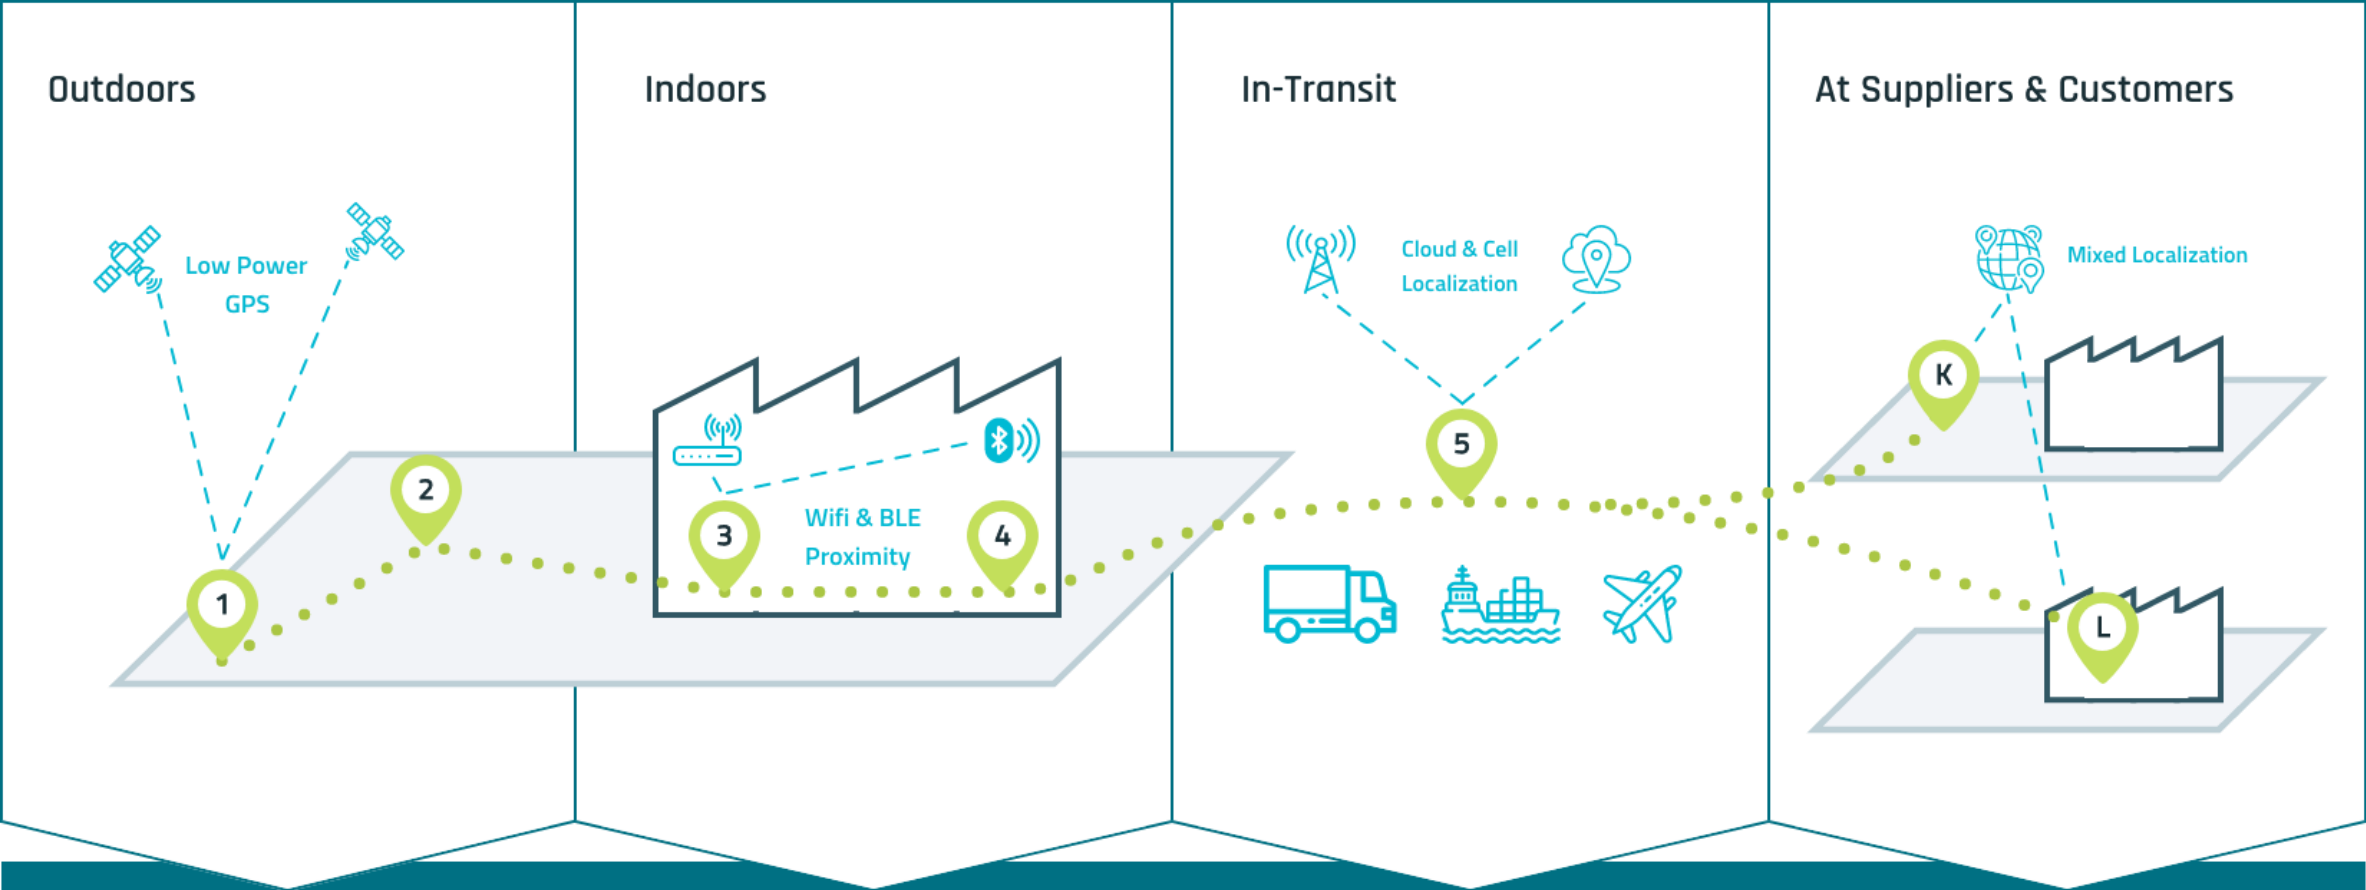 Outdoors
Low Power
GPS
1
2
Indoors
Wifi & BLE
Proximity
3
4
In-Transit
Cloud & Cell
Localization
5
At Suppliers & Customers
Mixed Localization
K
L